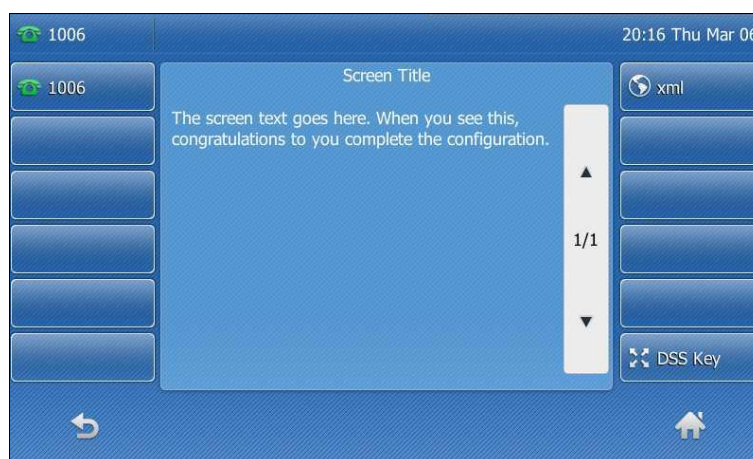 1006
20:16 Thu Mar 06
1006
Screen Title
xml
The screen text goes here. When you see this,
congratulations to you complete the configuration.
1/1
DSS Key